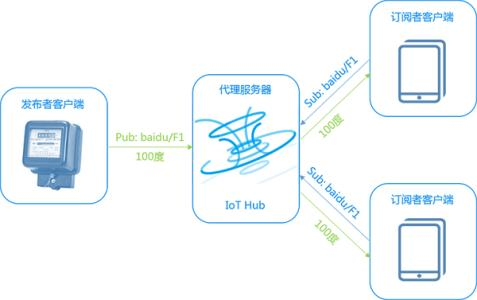 订阅者客户端
代理服务器
Sub: baidu/F1
100度
发布者客户端
Pub: baidu/F1
100度
IoT Hub
订阅者客户端
Sub: baidu/F1
100度